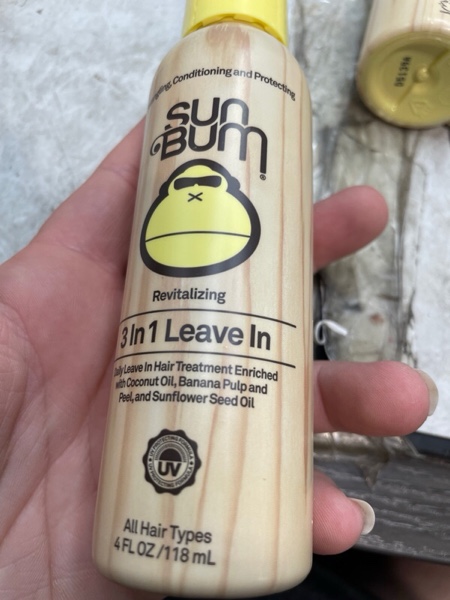 Conditioning and Protecting
Sun
Bum®
Revitalizing
3 In 1 Leave In
Daily Leave In Hair Treatment Enriched
with Coconut Oil, Banana Pulp and
Peel, and Sunflower Seed Oil
UV
All Hair Types
4 FL OZ / 118 mL